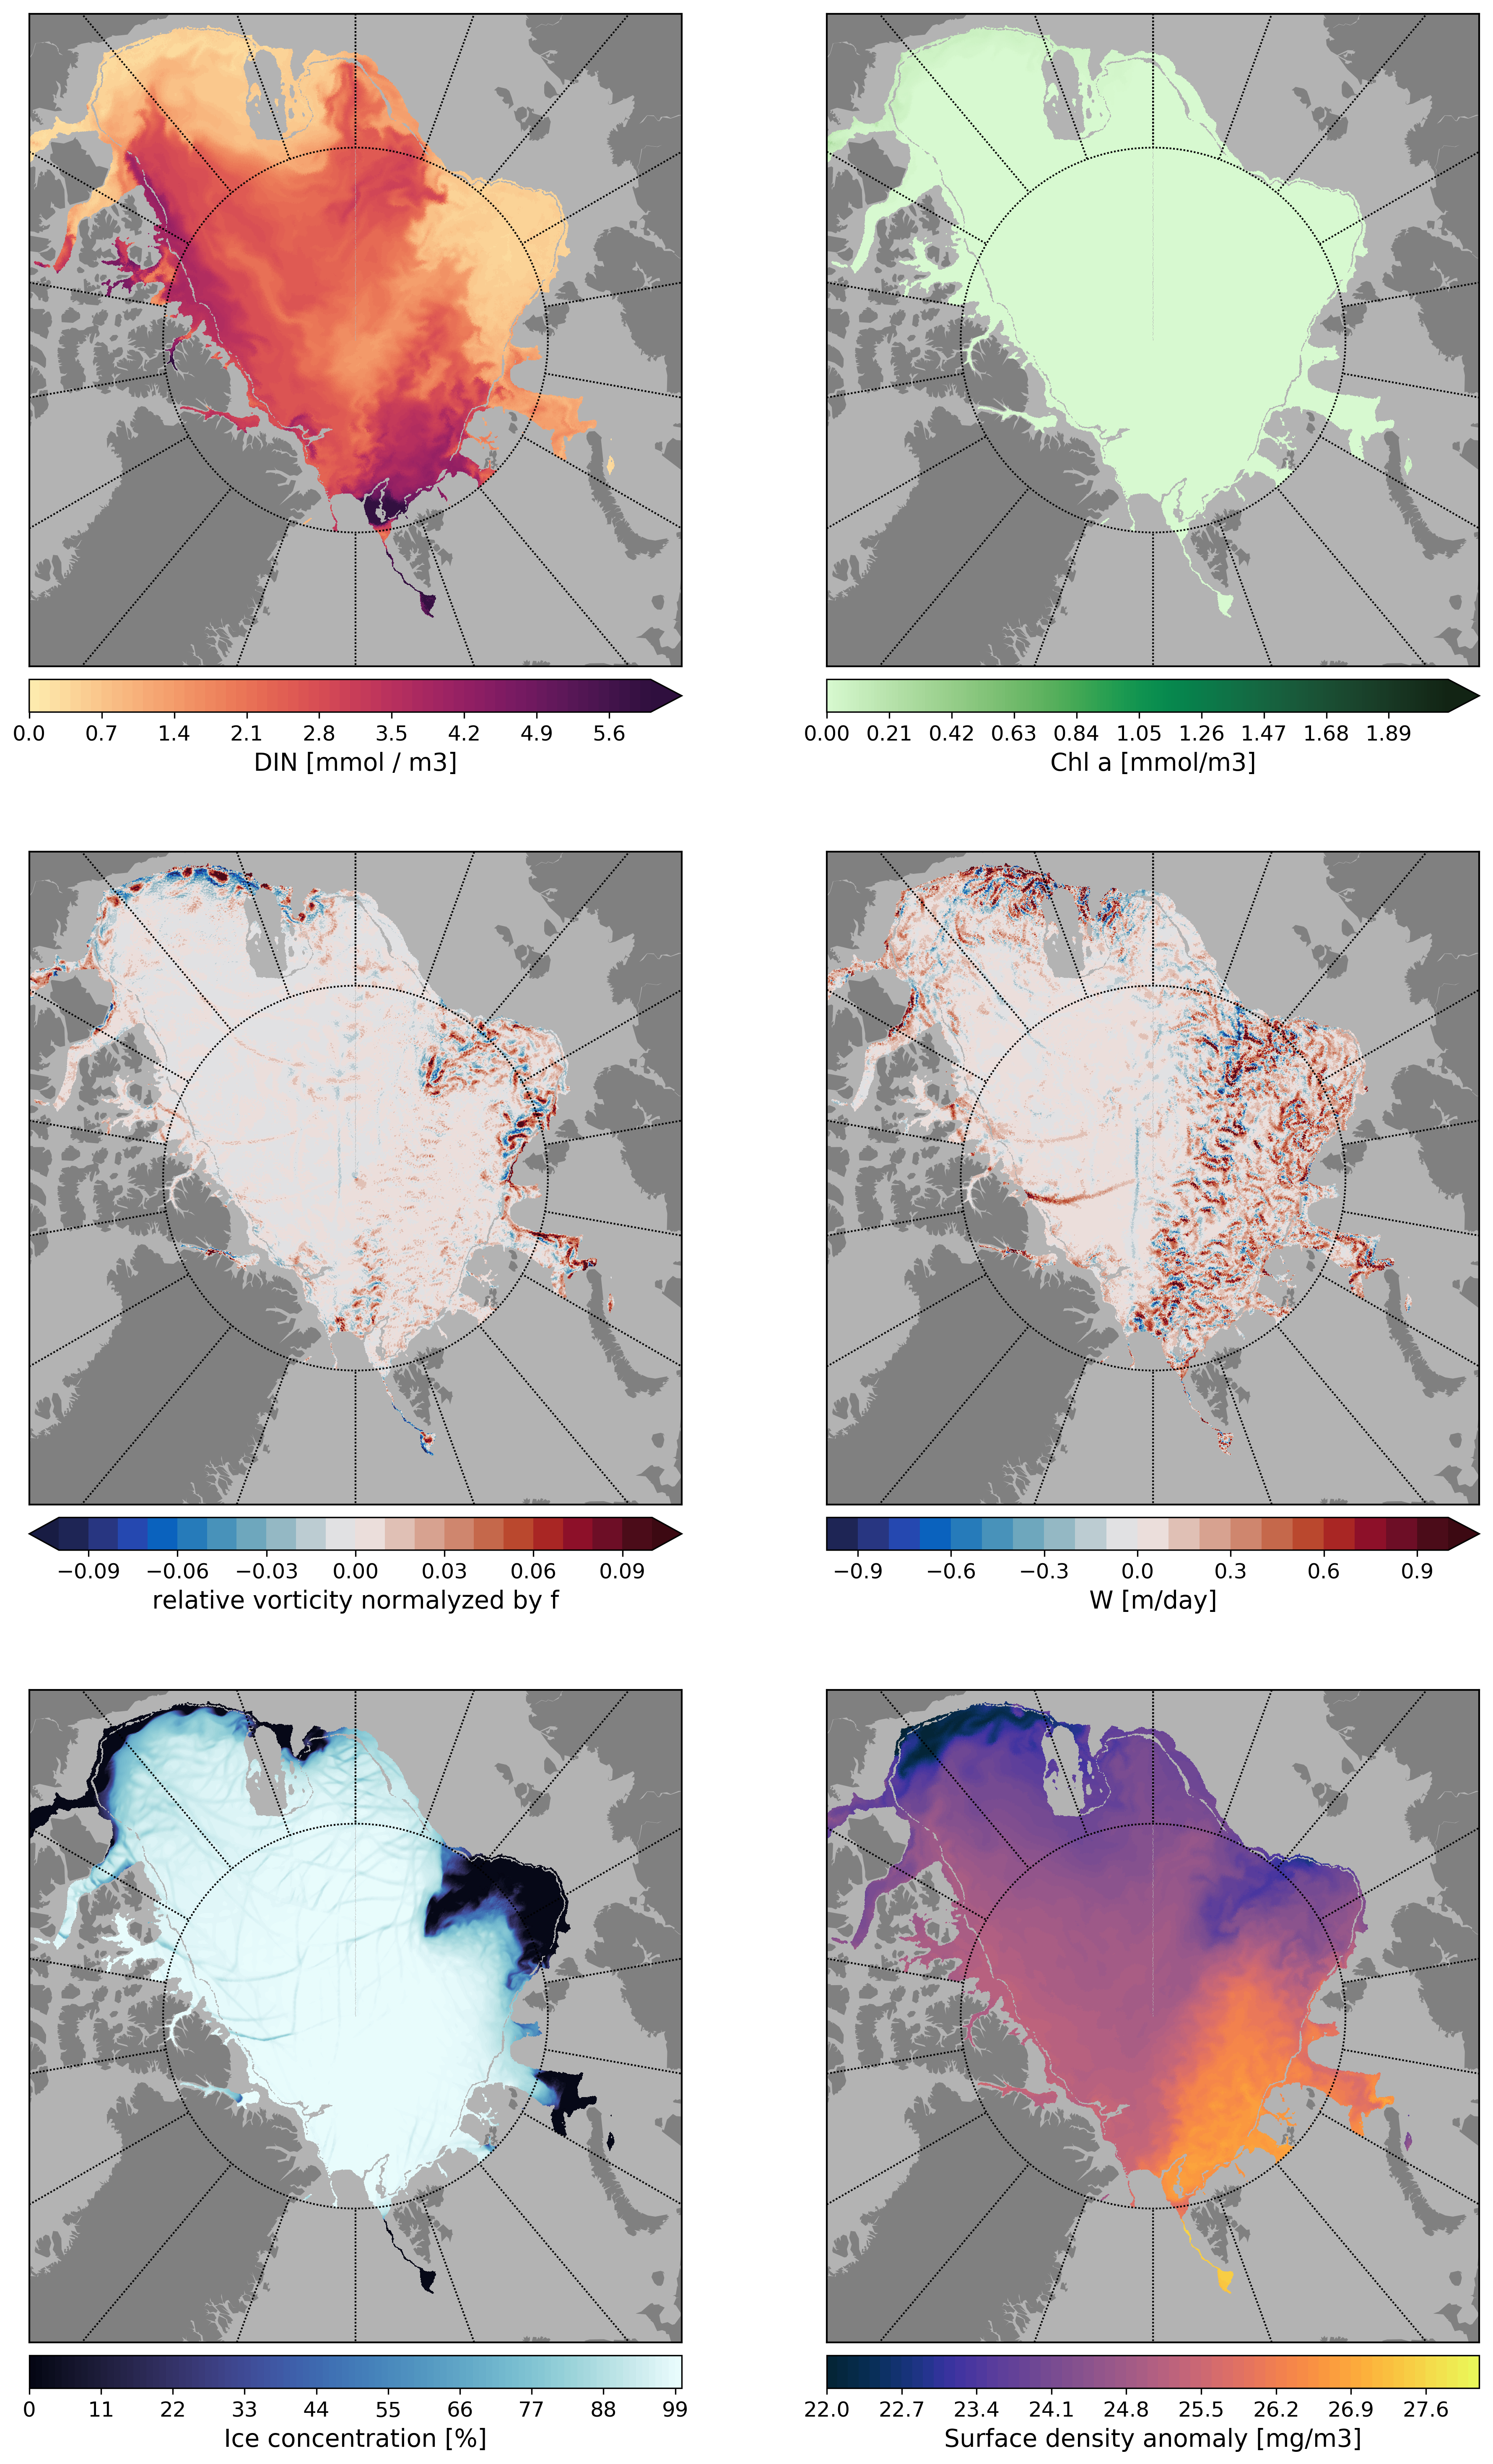 0.0 0.7 1.4 2.1 2.8 3.5 4.2 4.9 5.6
DIN [mmol / m3]
0.00 0.21 0.42 0.63 0.84 1.05 1.26 1.47 1.68 1.89
Chl a [mmol/m3]
−0.09 −0.06 −0.03 0.00 0.03 0.06 0.09
relative vorticity normalyzed by f
−0.9 −0.6 −0.3 0.0 0.3 0.6 0.9
W [m/day]
0 11 22 33 44 55 66 77 88 99
Ice concentration [%]
22.0 22.7 23.4 24.1 24.8 25.5 26.2 26.9 27.6
Surface density anomaly [mg/m3]